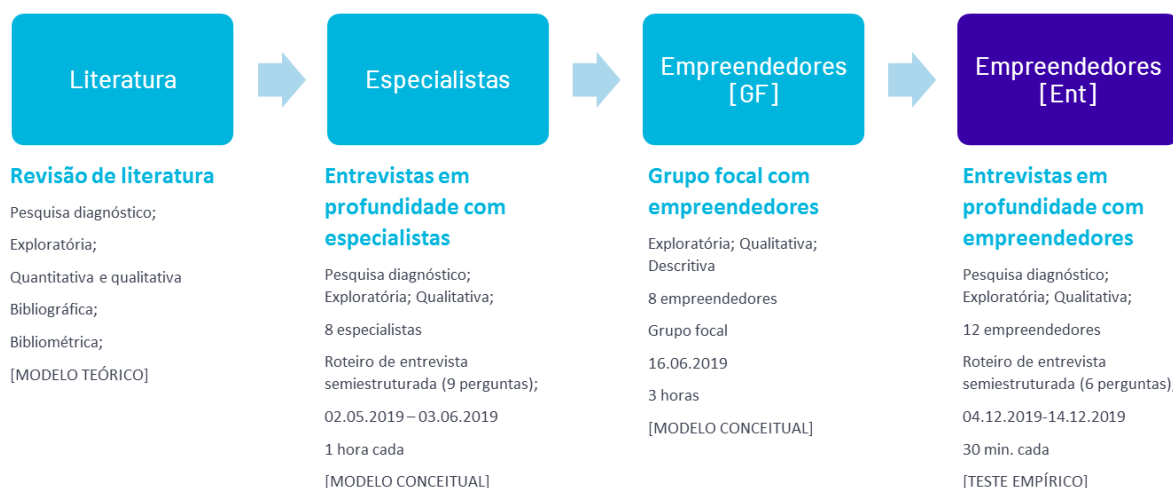 Literatura
Especialistas
Empreendedores
[GF]
Empreendedores
[Ent]
Revisão de literatura
Pesquisa diagnóstico;
Exploratória;
Quantitativa e qualitativa
Bibliográfica;
Bibliométrica;
[MODELO TEÓRICO]
Entrevistas em
profundidade com
especialistas
Pesquisa diagnóstico;
Exploratória; Qualitativa;
8 especialistas
Roteiro de entrevista
semiestruturada (9 perguntas);
02.05.2019 – 03.06.2019
1 hora cada
[MODELO CONCEITUAL]
Grupo focal com
empreendedores
Exploratória; Qualitativa;
Descritiva
8 empreendedores
Grupo focal
16.06.2019
3 horas
[MODELO CONCEITUAL]
Entrevistas em
profundidade com
empreendedores
Pesquisa diagnóstico;
Exploratória; Qualitativa;
12 empreendedores
Roteiro de entrevista
semiestruturada (6 perguntas);
04.12.2019-14.12.2019
30 min. cada
[TESTE EMPÍRICO]